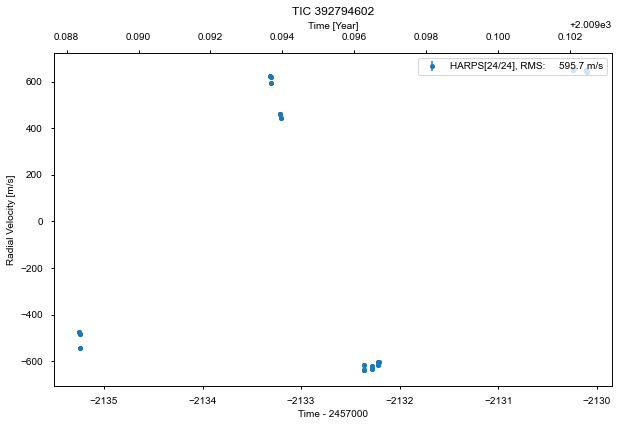 TIC 392794602
Time [Year]
+2.009e3
0.088 0.090 0.092 0.094 0.096 0.098 0.100 0.102
HARPS[24/24], RMS: 595.7 m/s
600
400
200
0
−200
−400
−600
Radial Velocity [m/s]
−2135 −2134 −2133 −2132 −2131 −2130
Time - 2457000